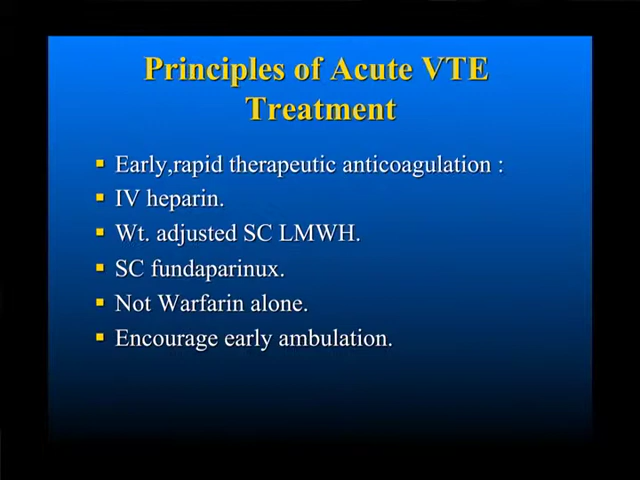 Principles of Acute VTE
Treatment
Early,rapid therapeutic anticoagulation :
IV heparin.
Wt. adjusted SC LMWH.
SC fundaparinux.
Not Warfarin alone.
Encourage early ambulation.